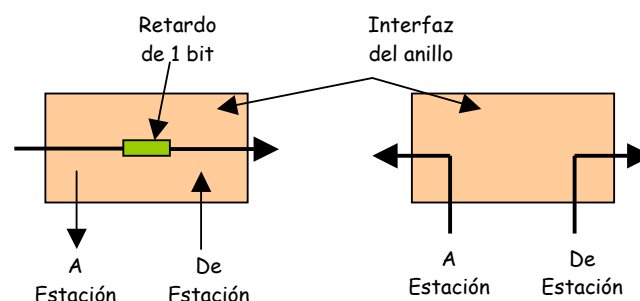 Retardo
de 1 bit
Interfaz
del anillo
A
Estación
De
Estación
A
Estación
De
Estación